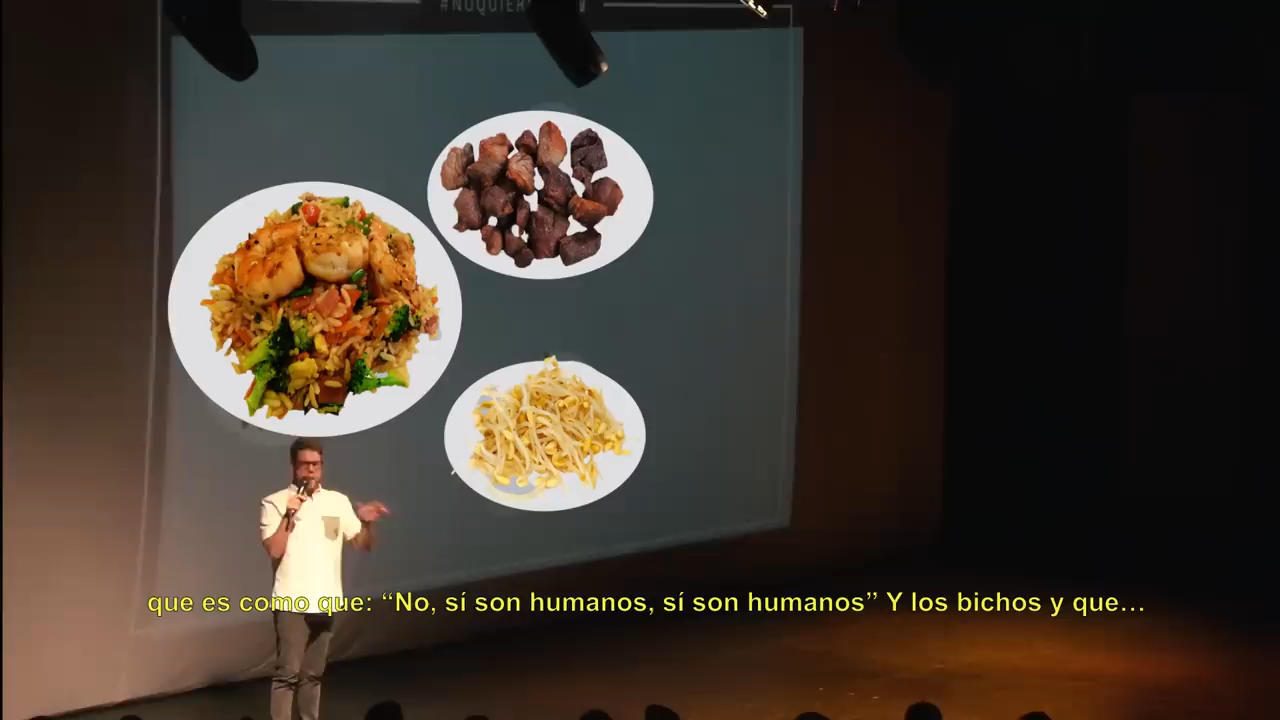 que es como que: “No, sí son humanos, sí son humanos” Y los bichos y que…